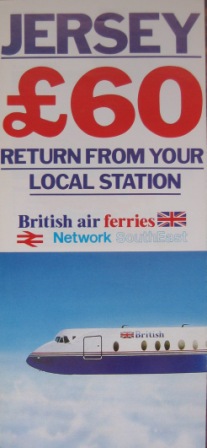 JERSEY
£60
RETURN FROM YOUR
LOCAL STATION
British air ferries
Network SouthEast
British